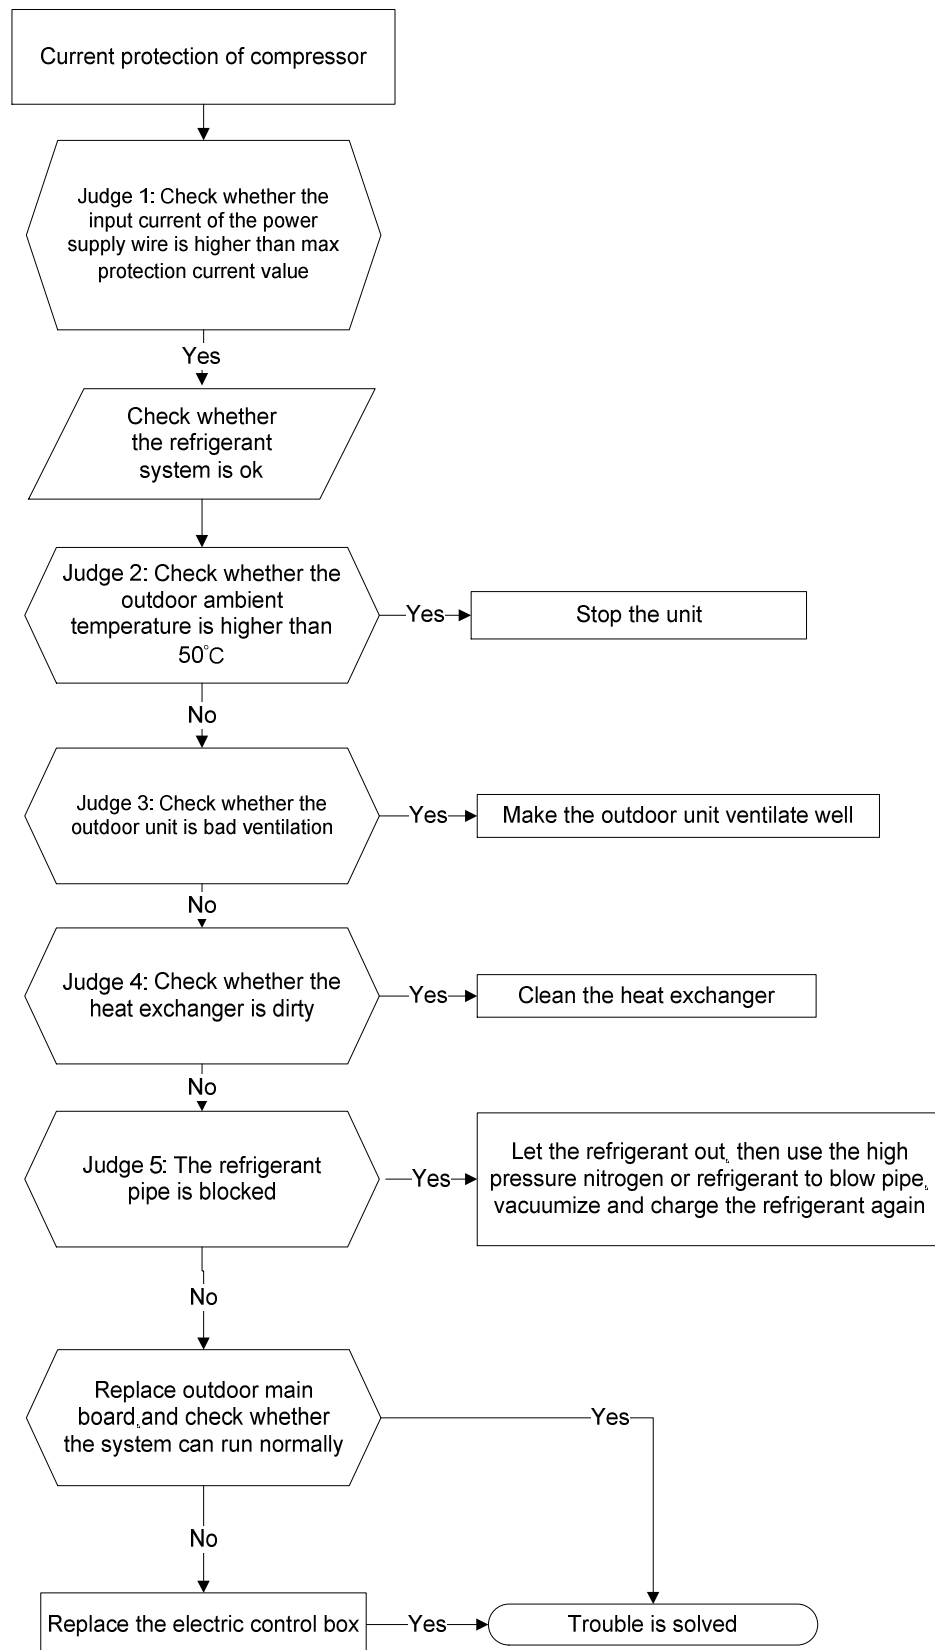 Current protection of compressor
Judge 1: Check whether the
input current of the power
supply wire is higher than max
protection current value
Yes
Check whether
the refrigerant
system is ok
Judge 2: Check whether the
outdoor ambient
temperature is higher than
50℃
Yes
Stop the unit
No
Judge 3: Check whether the
outdoor unit is bad ventilation
Yes
Make the outdoor unit ventilate well
No
Judge 4: Check whether the
heat exchanger is dirty
Yes
Clean the heat exchanger
No
Judge 5: The refrigerant
pipe is blocked
Yes
Let the refrigerant out, then use the high
pressure nitrogen or refrigerant to blow pipe,
vacuumize and charge the refrigerant again
No
Replace outdoor main
board,and check whether
the system can run normally
Yes
No
Replace the electric control box
Yes
Trouble is solved